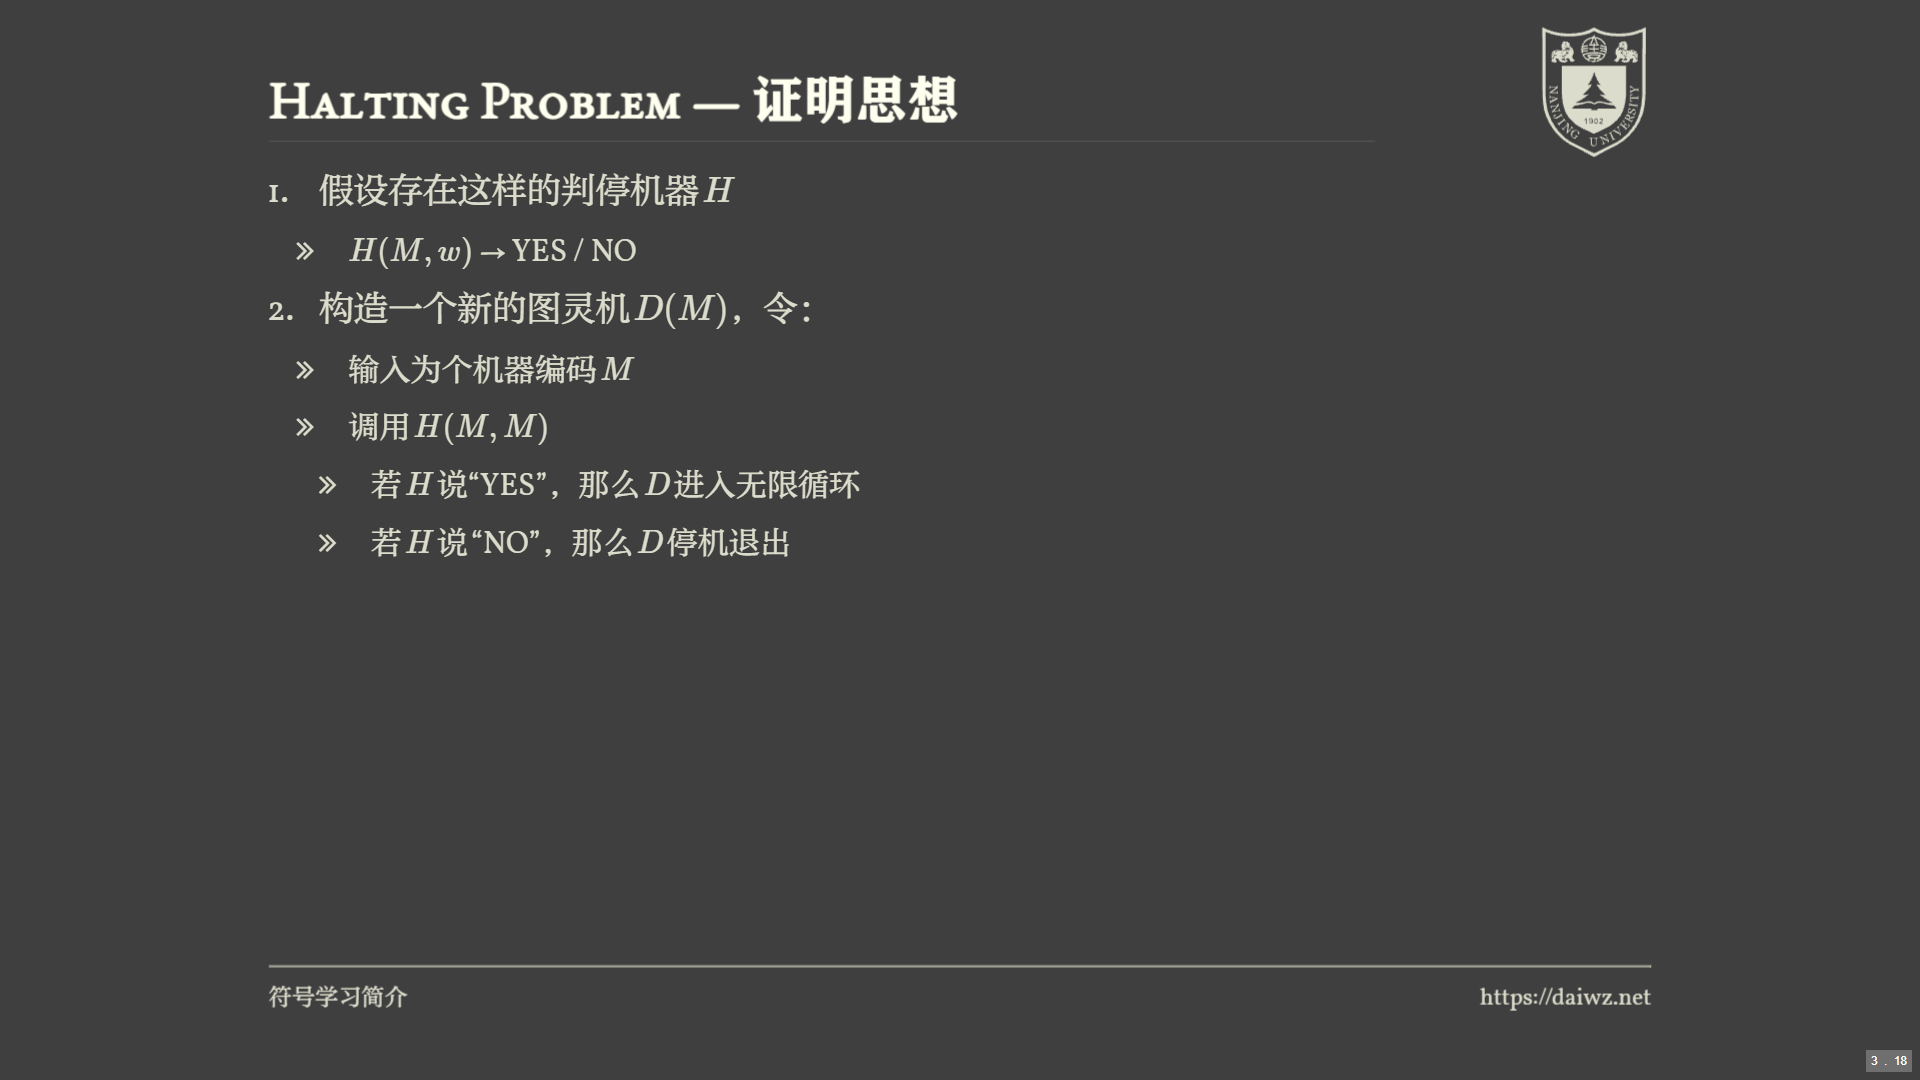 HALTING PROBLEM — 证明思想
NANJING UNIVERSITY
1902
1. 假设存在这样的判停机器 H
» H(M, w) → YES / NO
2. 构造一个新的图灵机 D(M)，令：
» 输入为个机器编码 M
» 调用 H(M, M)
» 若 H 说“YES”，那么 D 进入无限循环
» 若 H 说“NO”，那么 D 停机退出
符号学习简介
https://daiwz.net
3 . 18